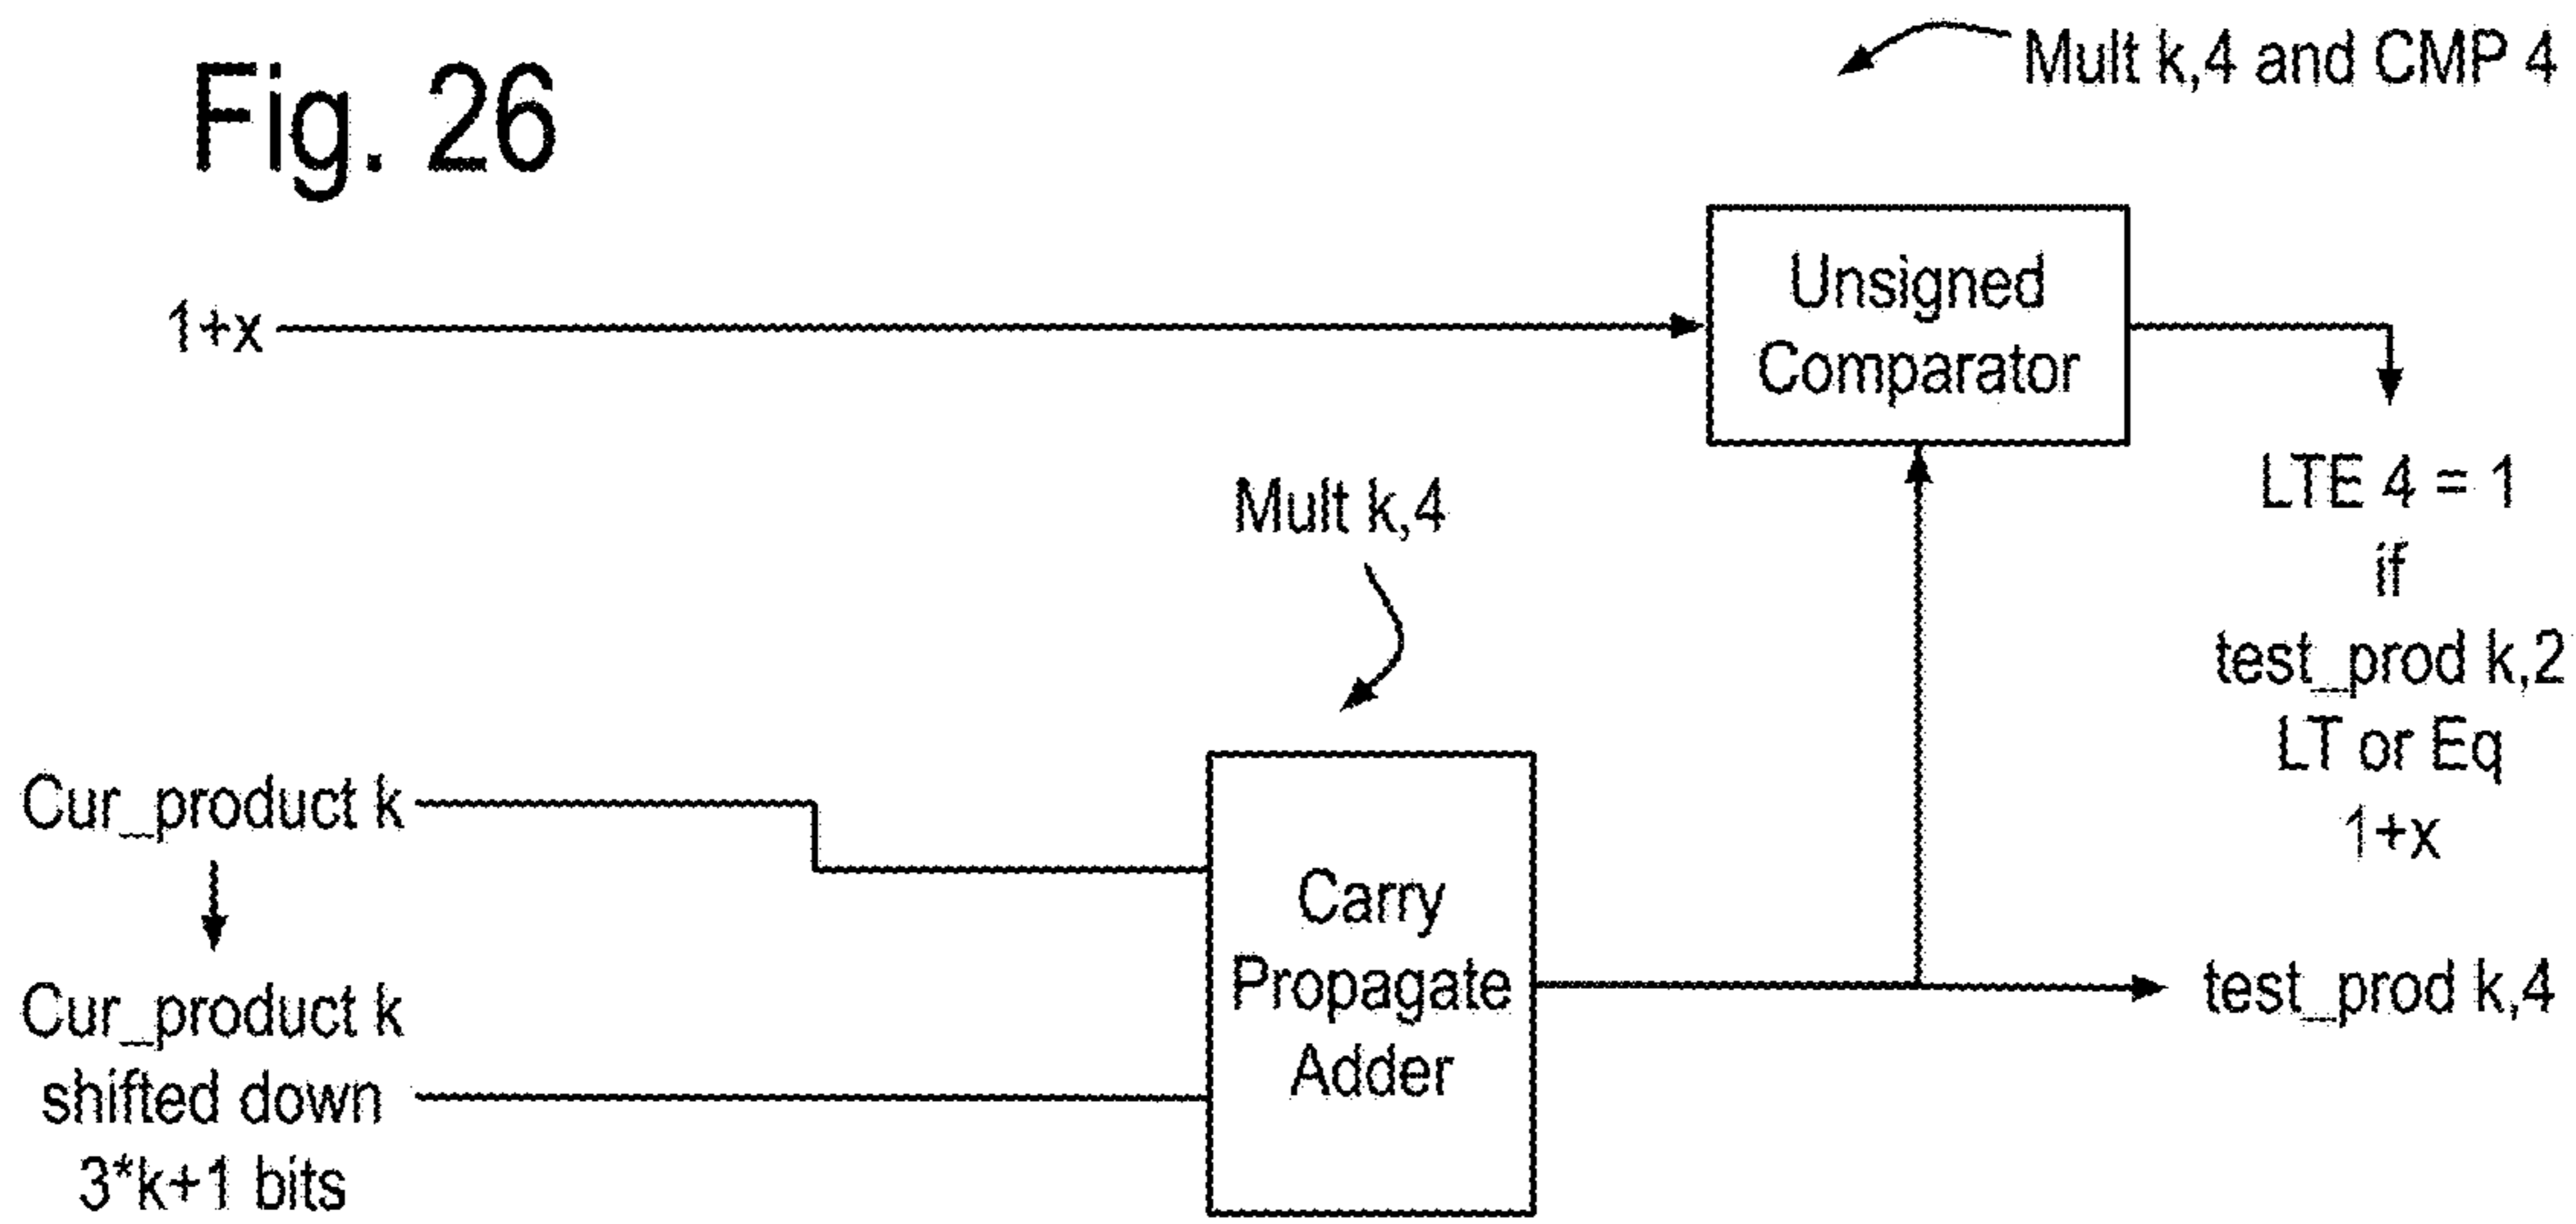 Fig. 26
Mult k,4 and CMP 4
1+x
Unsigned
Comparator
LTE 4 = 1
if
test_prod k,2
LT or Eq
1+x
Mult k,4
Cur_product k
Cur_product k
shifted down
3*k+1 bits
Carry
Propagate
Adder
test_prod k,4